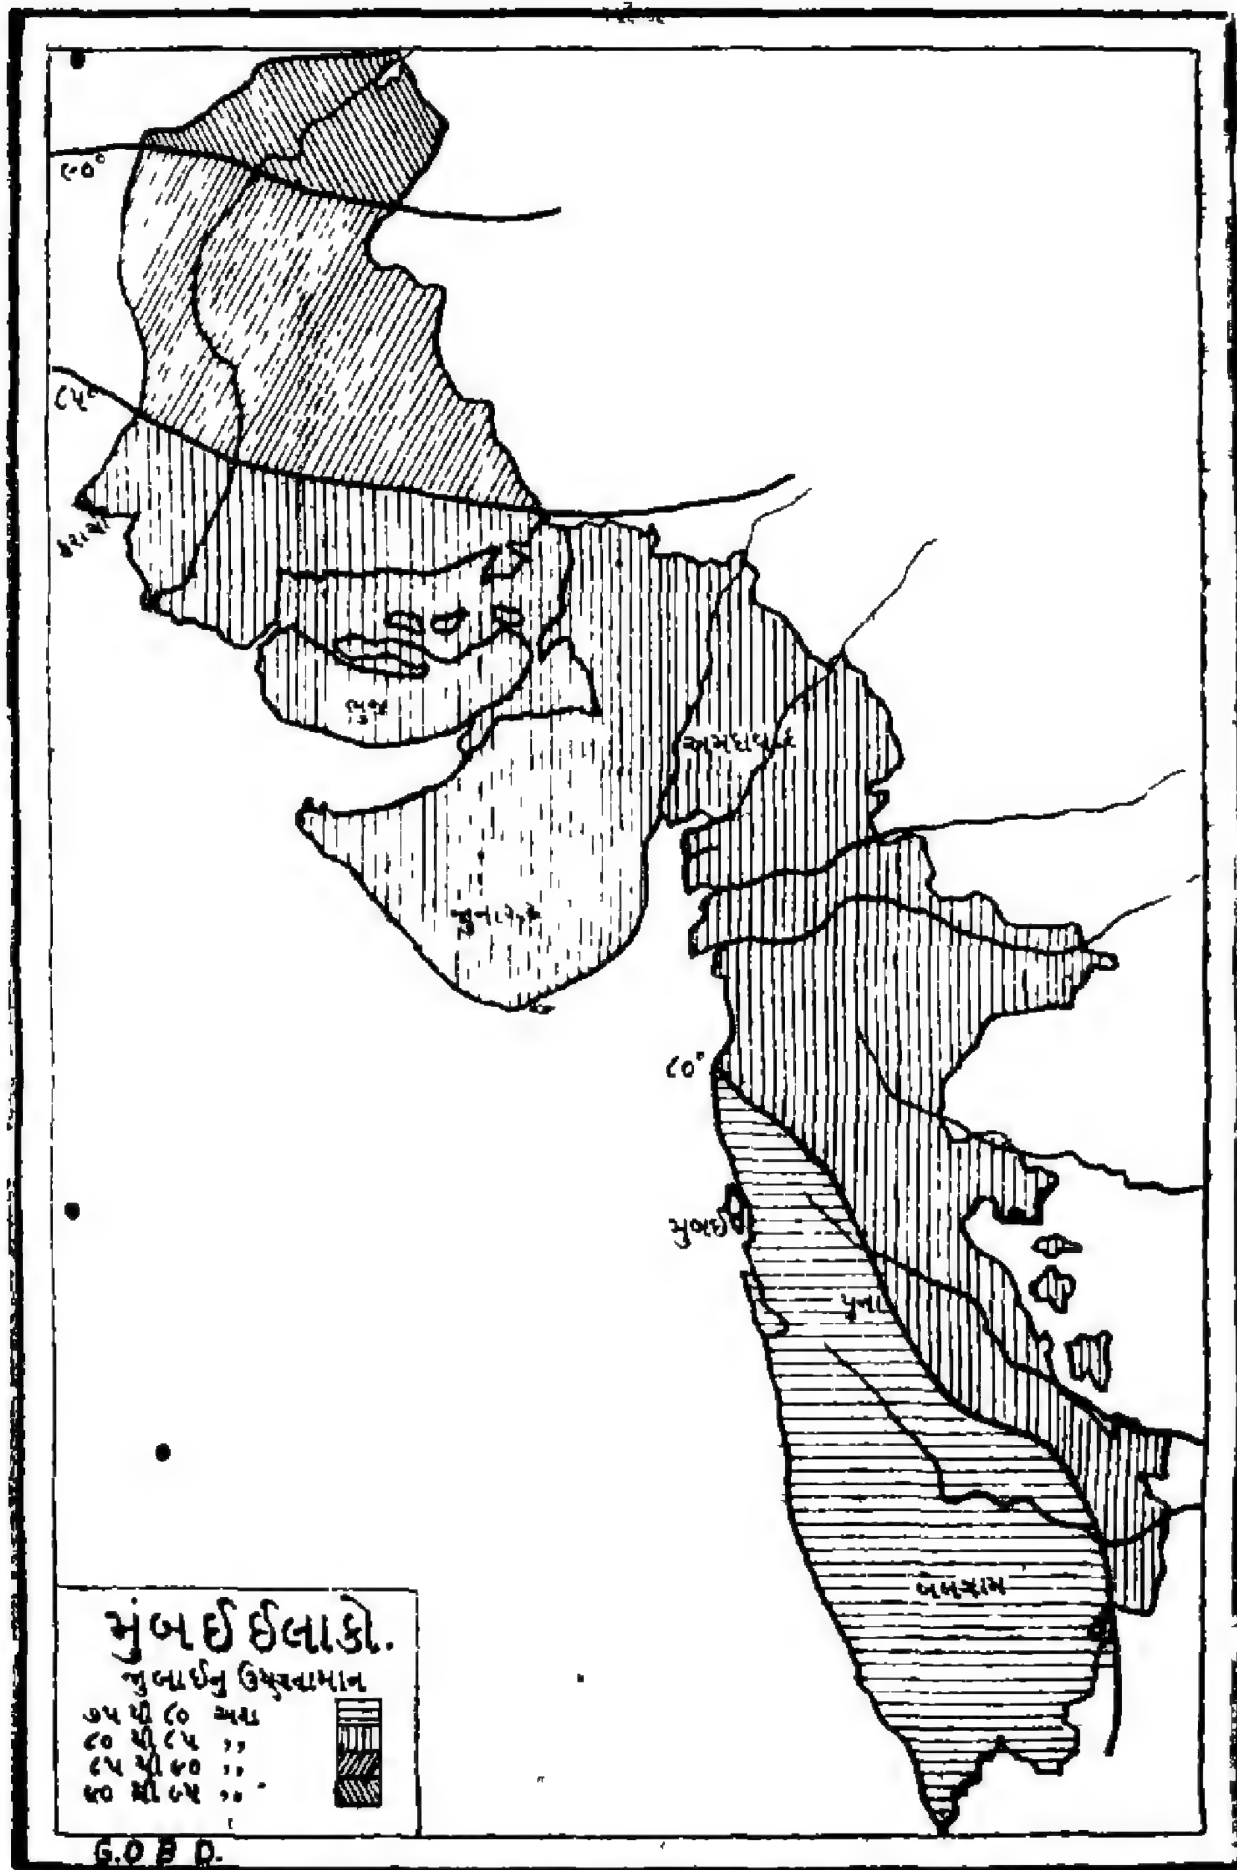 ૯૦°
૮૫°
કરાચી
ભુજ
અમદાવાદ
જુનાગઢ
૮૦°
મુંબઈ
પુના
બેલગામ
મુંબઈ ઈલાકો.
જુલાઈનુ ઉષ્ણતામાન
૭૫ થી ૮૦ અંશ
૮૦ થી ૮૫ ,,
૮૫ થી ૯૦ ,,
૯૦ થી ૯૫ ,,
G.O B D.